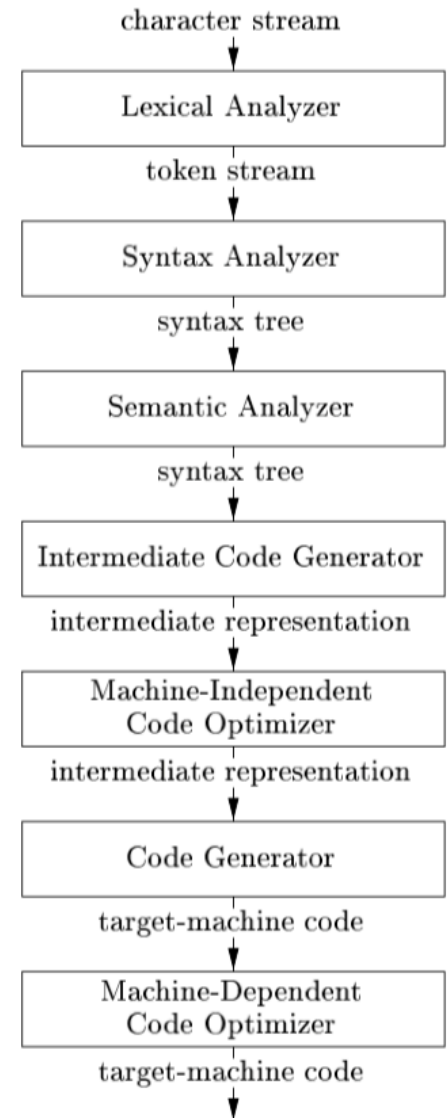 character stream
Lexical Analyzer
token stream
Syntax Analyzer
syntax tree
Semantic Analyzer
syntax tree
Intermediate Code Generator
intermediate representation
Machine-Independent
Code Optimizer
intermediate representation
Code Generator
target-machine code
Machine-Dependent
Code Optimizer
target-machine code